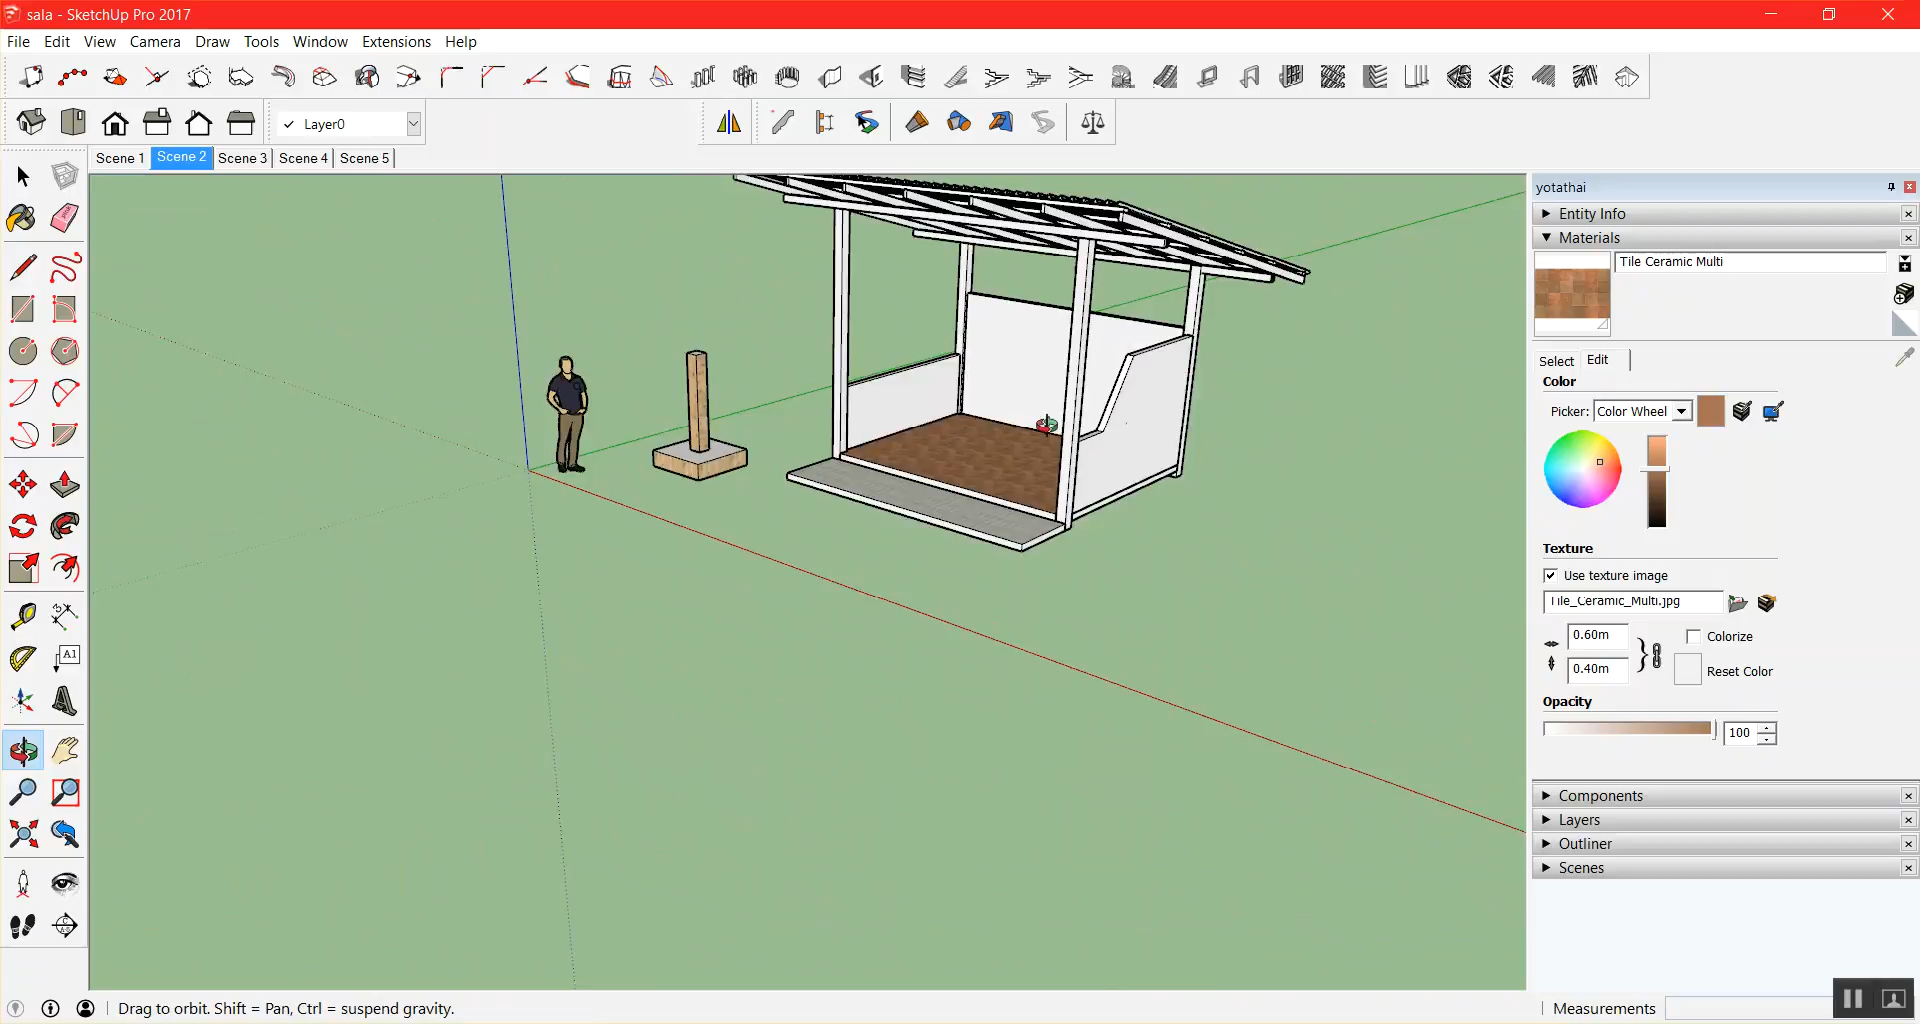 sala - SketchUp Pro 2017
File Edit View Camera Draw Tools Window Extensions Help
Layer0
Scene 1 Scene 2 Scene 3 Scene 4 Scene 5
yotathai
Entity Info
Materials
Tile Ceramic Multi
Select Edit
Color
Picker: Color Wheel
Texture
Use texture image
Tile_Ceramic_Multi.jpg
0.60m
Colorize
0.40m
Reset Color
A1
Opacity
100
Components
Layers
Outliner
Scenes
Drag to orbit. Shift = Pan, Ctrl = suspend gravity.
Measurements